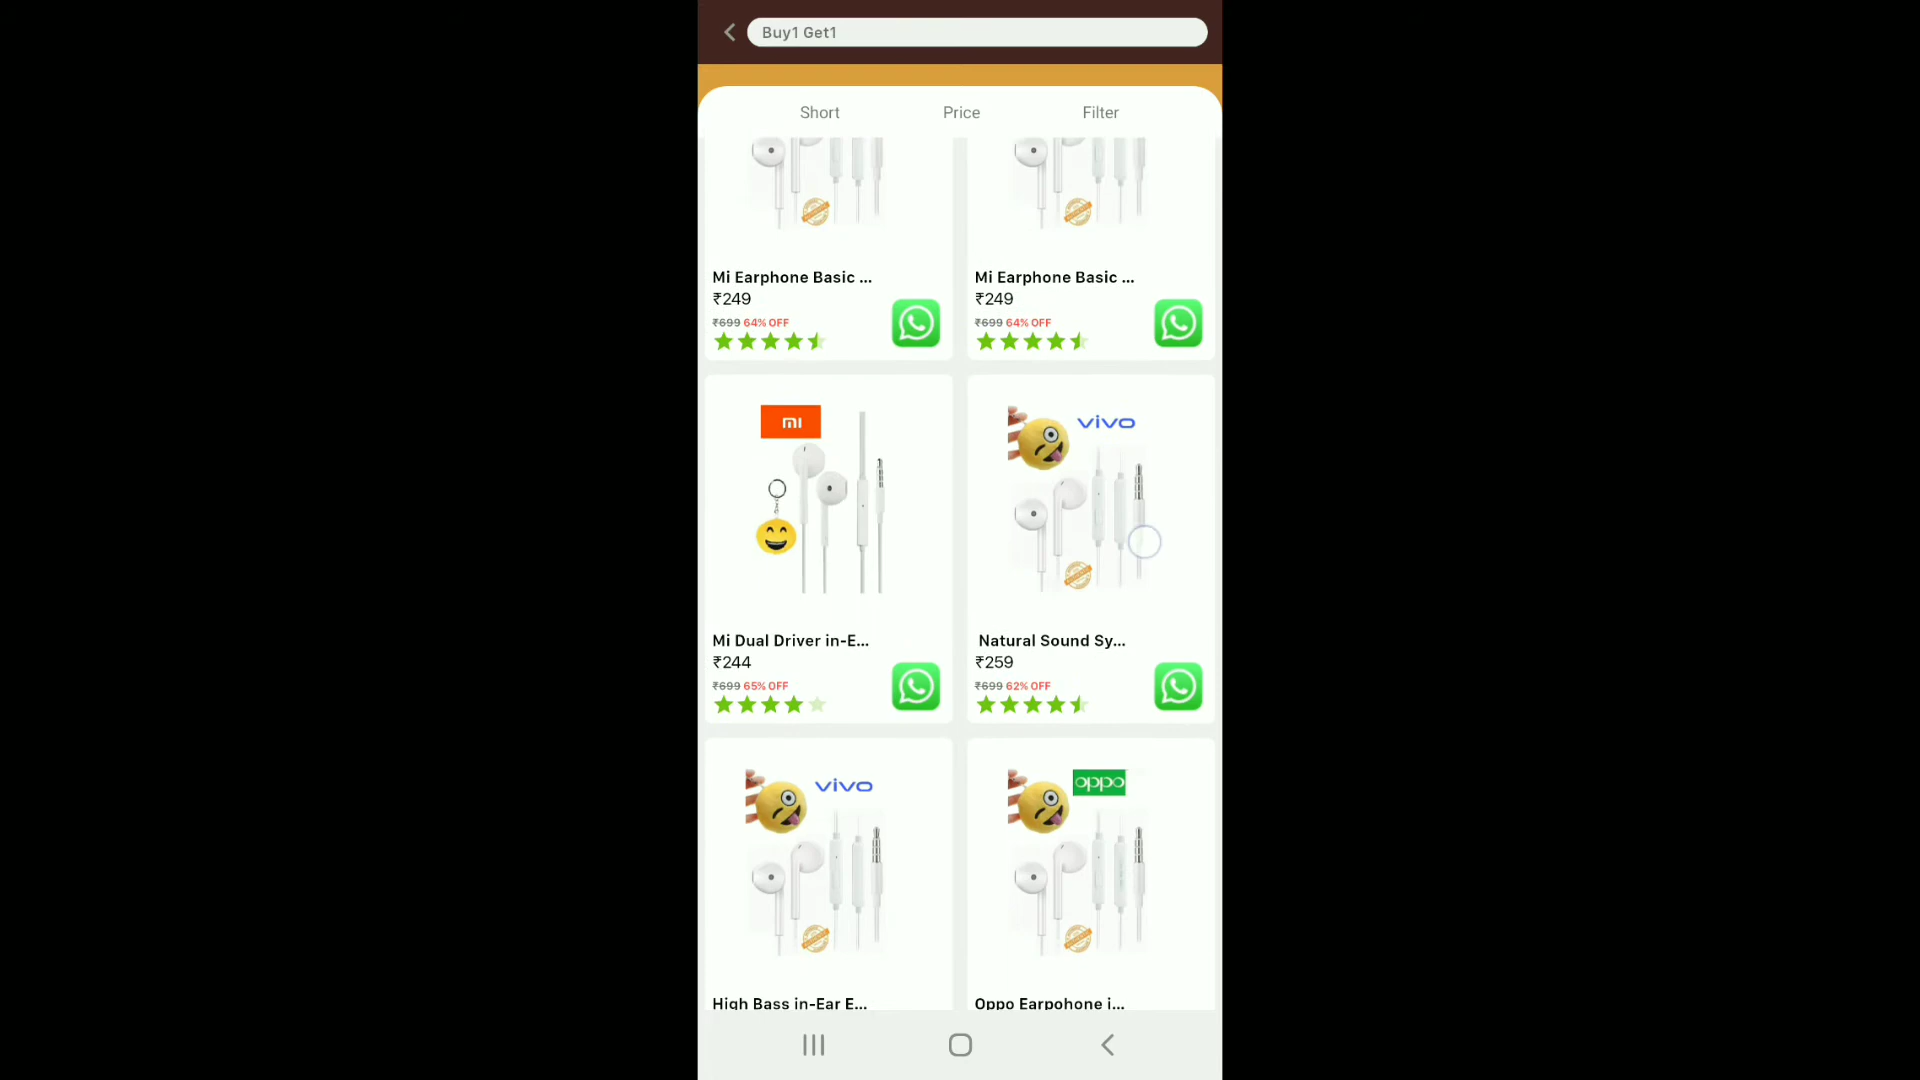 Buy1 Get1
Short Price Filter
Mi Earphone Basic ... Mi Earphone Basic ...
₹249 ₹249
₹699 64% OFF ₹699 64% OFF
mi vivo
Mi Dual Driver in-E... Natural Sound Sy...
₹244 ₹259
₹699 65% OFF ₹699 62% OFF
vivo oppo
High Bass in-Ear E... Oppo Earpohone i...